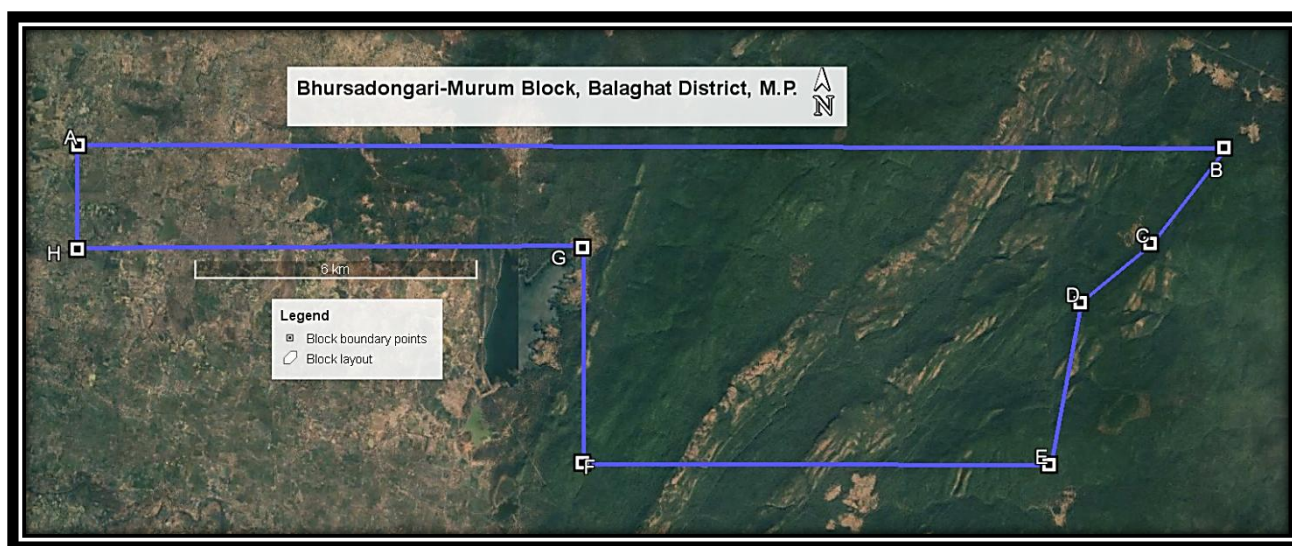 Bhursadongari-Murum Block, Balaghat District, M.P.
N
A
B
C
D
E
F
G
H
6 km
Legend
Block boundary points
Block layout